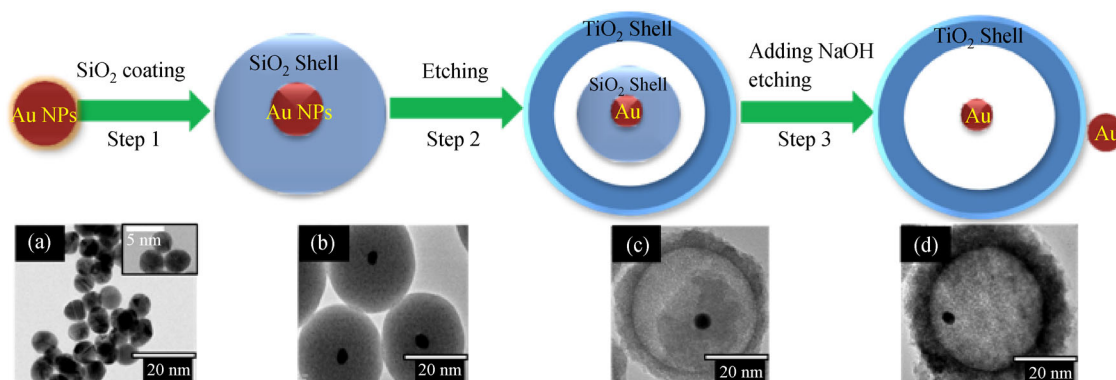 SiO₂ coating
Au NPs
Step 1
SiO₂ Shell
Au NPs
Etching
Step 2
TiO₂ Shell
SiO₂ Shell
Au
Adding NaOH
etching
Step 3
TiO₂ Shell
Au
Au
(a)
5 nm
20 nm
(b)
20 nm
(c)
20 nm
(d)
20 nm